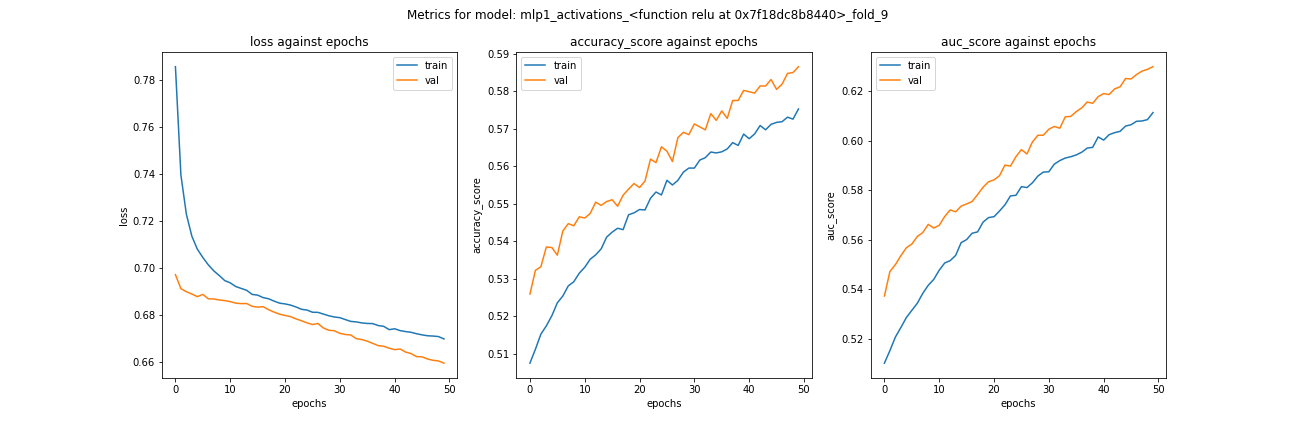 Metrics for model: mlp1_activations_<function relu at 0x7f18dc8b8440>_fold_9
loss against epochs
train
val
0.78
0.76
0.74
0.72
0.70
0.68
0.66
loss
0
10
20
30
40
50
epochs
accuracy_score against epochs
train
val
0.59
0.58
0.57
0.56
0.55
0.54
0.53
0.52
0.51
accuracy_score
0
10
20
30
40
50
epochs
auc_score against epochs
train
val
0.62
0.60
0.58
0.56
0.54
0.52
auc_score
0
10
20
30
40
50
epochs